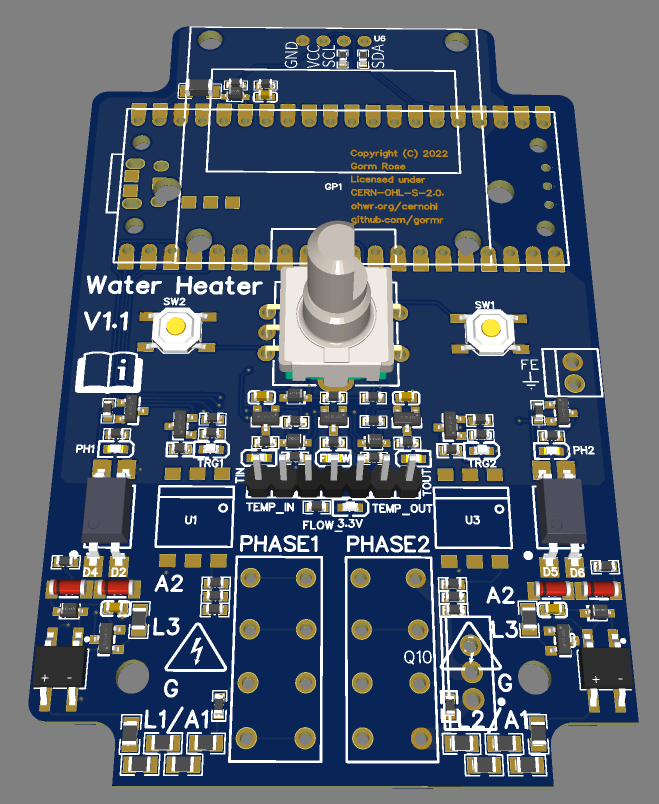 GND
VCC
SCL
SDA
U6
Copyright (C) 2022
Gorm Rose
Licensed under
CERN-OHL-S-2.0.
ohwr.org/cernohl
github.com/gormr
GP1
Water Heater
V1.1
SW2
SW1
FE
i
PH1
TRG1
TRG2
PH2
TIN
TOUT
TEMP_IN
FLOW_3.3V
TEMP_OUT
U1
U3
PHASE1
PHASE2
D4
D2
D5
D6
A2
A2
L3
L3
Q10
G
G
L1/A1
L2/A1
+
-
+
-